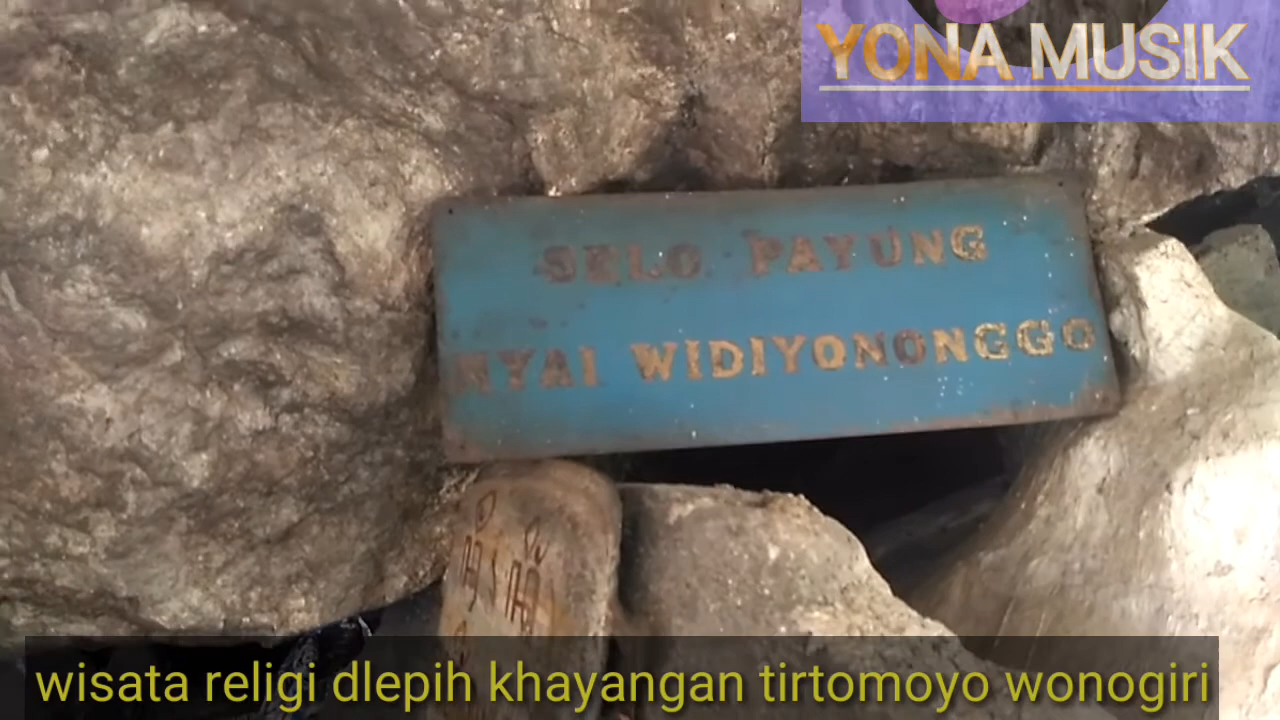 YONA MUSIK
SELO PAYUNG
NYAI WIDIYONONGGO
wisata religi dlepih khayangan tirtomoyo wonogiri